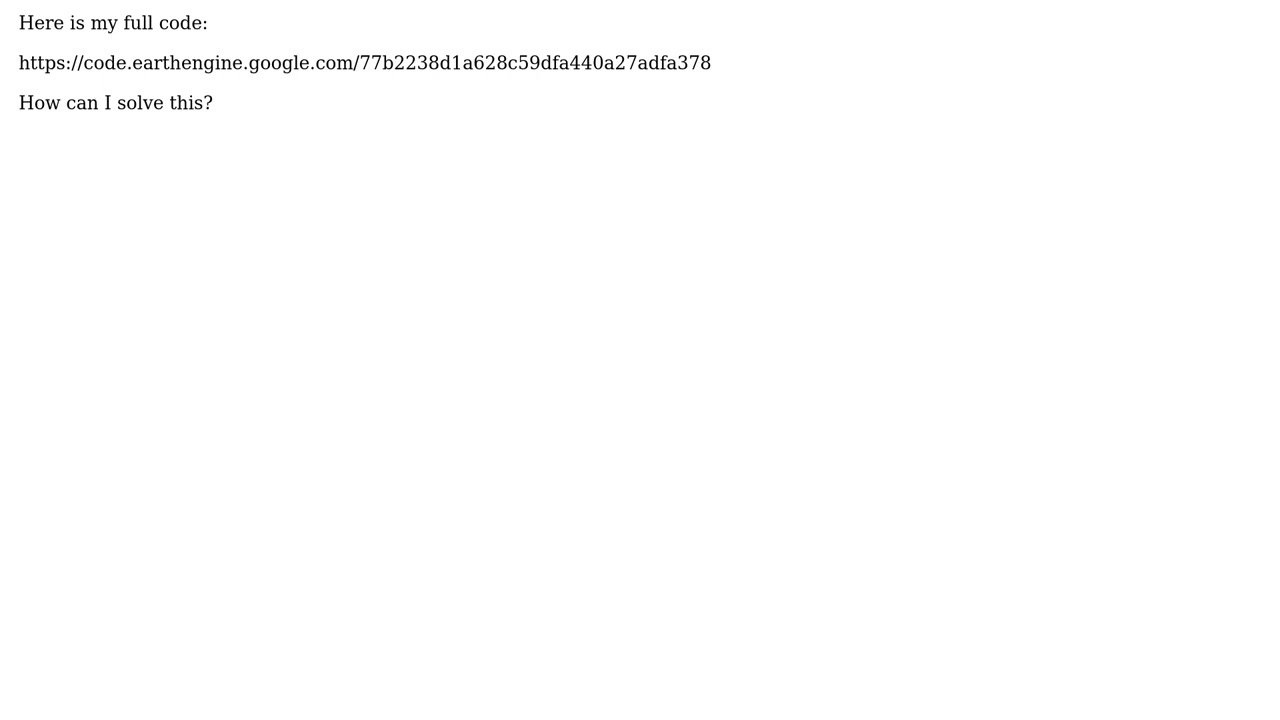 Here is my full code:
https://code.earthengine.google.com/77b2238d1a628c59dfa440a27adfa378
How can I solve this?